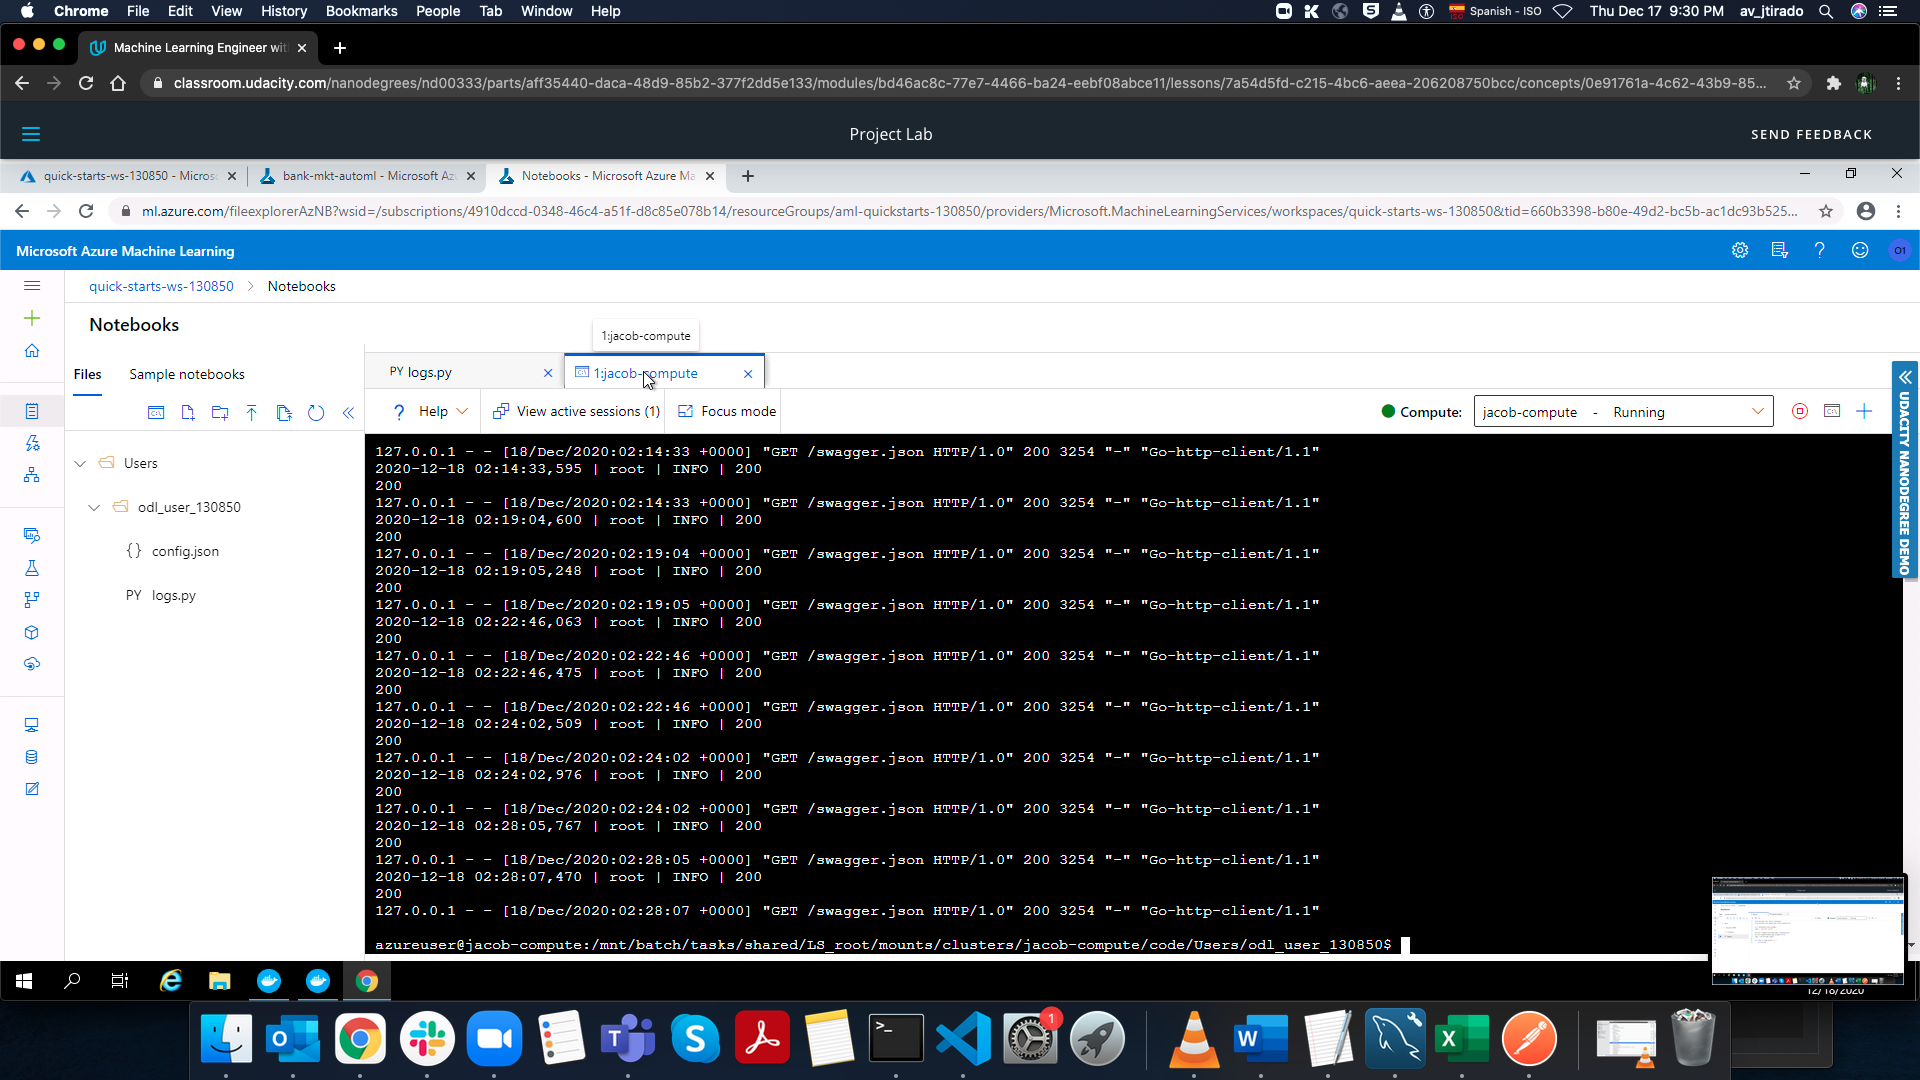 Chrome File Edit View History Bookmarks People Tab Window Help
Spanish - ISO Thu Dec 17 9:30 PM av_jtirado
Machine Learning Engineer wit
classroom.udacity.com/nanodegrees/nd00333/parts/aff35440-daca-48d9-85b2-377f2dd5e133/modules/bd46ac8c-77e7-4466-ba24-eebf08abce11/lessons/7a54d5fd-c215-4bc6-aeea-206208750bcc/concepts/0e91761a-4c62-43b9-85...
Project Lab
SEND FEEDBACK
quick-starts-ws-130850 - Micros
bank-mkt-automl - Microsoft Az
Notebooks - Microsoft Azure Ma
ml.azure.com/fileexplorerAzNB?wsid=/subscriptions/4910dccd-0348-46c4-a51f-d8c85e078b14/resourceGroups/aml-quickstarts-130850/providers/Microsoft.MachineLearningServices/workspaces/quick-starts-ws-130850&tid=660b3398-b80e-49d2-bc5b-ac1dc93b525...
Microsoft Azure Machine Learning
O1
quick-starts-ws-130850 > Notebooks
Notebooks
1:jacob-compute
Files
Sample notebooks
PY logs.py
1:jacob-compute
? Help
View active sessions (1)
Focus mode
Compute:
jacob-compute - Running
UDACITY NANODEGREE DEMO
Users
odl_user_130850
{} config.json
PY logs.py
127.0.0.1 - - [18/Dec/2020:02:14:33 +0000] "GET /swagger.json HTTP/1.0" 200 3254 "-" "Go-http-client/1.1"
2020-12-18 02:14:33,595 | root | INFO | 200
200
127.0.0.1 - - [18/Dec/2020:02:14:33 +0000] "GET /swagger.json HTTP/1.0" 200 3254 "-" "Go-http-client/1.1"
2020-12-18 02:19:04,600 | root | INFO | 200
200
127.0.0.1 - - [18/Dec/2020:02:19:04 +0000] "GET /swagger.json HTTP/1.0" 200 3254 "-" "Go-http-client/1.1"
2020-12-18 02:19:05,248 | root | INFO | 200
200
127.0.0.1 - - [18/Dec/2020:02:19:05 +0000] "GET /swagger.json HTTP/1.0" 200 3254 "-" "Go-http-client/1.1"
2020-12-18 02:22:46,063 | root | INFO | 200
200
127.0.0.1 - - [18/Dec/2020:02:22:46 +0000] "GET /swagger.json HTTP/1.0" 200 3254 "-" "Go-http-client/1.1"
2020-12-18 02:22:46,475 | root | INFO | 200
200
127.0.0.1 - - [18/Dec/2020:02:22:46 +0000] "GET /swagger.json HTTP/1.0" 200 3254 "-" "Go-http-client/1.1"
2020-12-18 02:24:02,509 | root | INFO | 200
200
127.0.0.1 - - [18/Dec/2020:02:24:02 +0000] "GET /swagger.json HTTP/1.0" 200 3254 "-" "Go-http-client/1.1"
2020-12-18 02:24:02,976 | root | INFO | 200
200
127.0.0.1 - - [18/Dec/2020:02:24:02 +0000] "GET /swagger.json HTTP/1.0" 200 3254 "-" "Go-http-client/1.1"
2020-12-18 02:28:05,767 | root | INFO | 200
200
127.0.0.1 - - [18/Dec/2020:02:28:05 +0000] "GET /swagger.json HTTP/1.0" 200 3254 "-" "Go-http-client/1.1"
2020-12-18 02:28:07,470 | root | INFO | 200
200
127.0.0.1 - - [18/Dec/2020:02:28:07 +0000] "GET /swagger.json HTTP/1.0" 200 3254 "-" "Go-http-client/1.1"
azureuser@jacob-compute:/mnt/batch/tasks/shared/LS_root/mounts/clusters/jacob-compute/code/Users/odl_user_130850$
12/18/2020
1